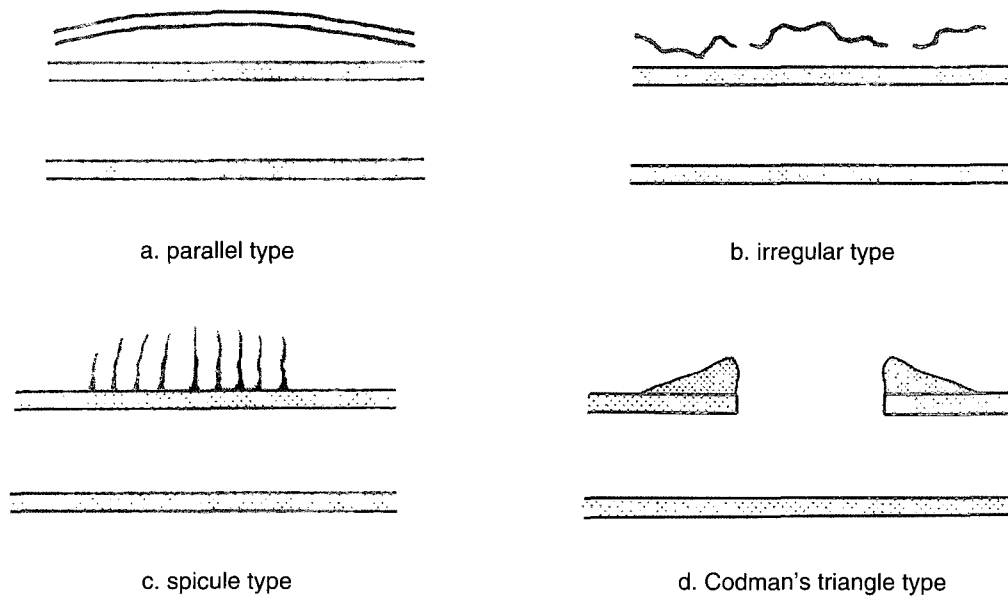 a. parallel type
b. irregular type
c. spicule type
d. Codman's triangle type